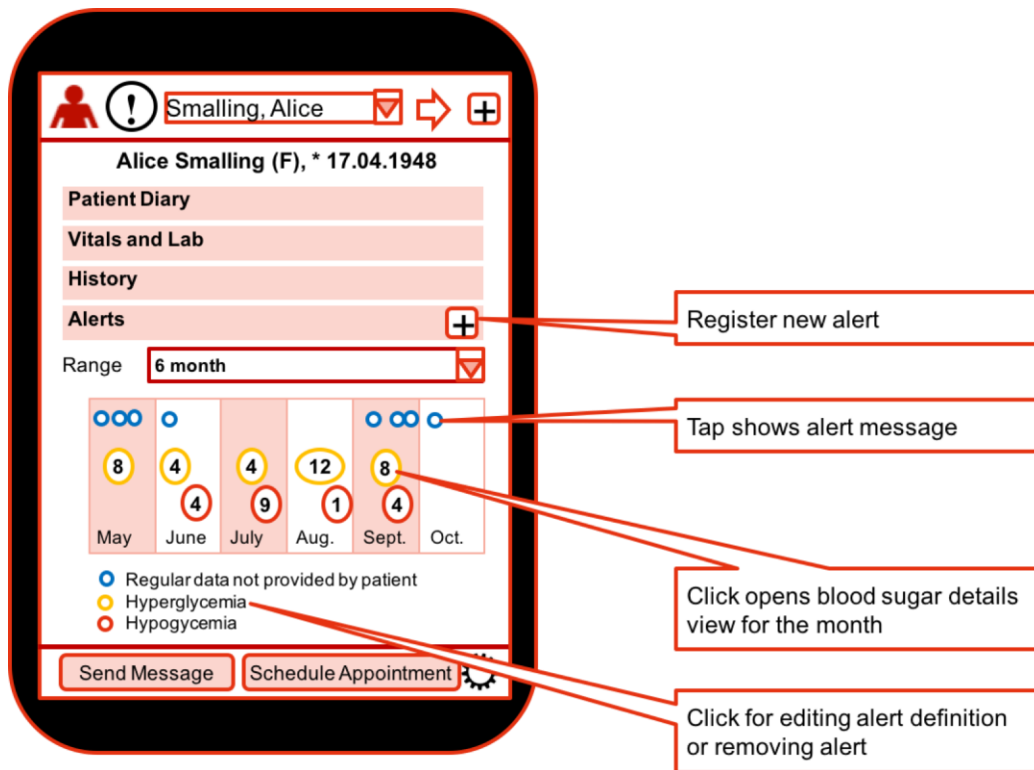 !
Smalling, Alice
+
Alice Smalling (F), * 17.04.1948
Patient Diary
Vitals and Lab
History
Alerts
+
Register new alert
Range
6 month
Tap shows alert message
8
4
4
12
8
4
9
1
4
May
June
July
Aug.
Sept.
Oct.
Regular data not provided by patient
Hyperglycemia
Hypogycemia
Click opens blood sugar details
view for the month
Send Message
Schedule Appointment
Click for editing alert definition
or removing alert